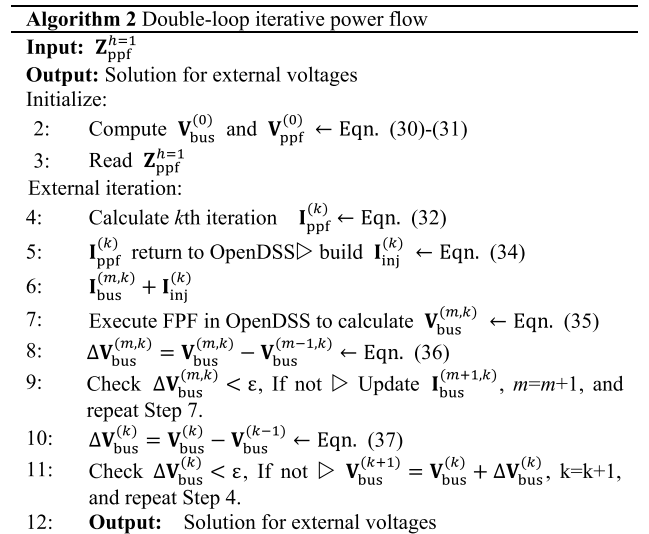 Algorithm 2 Double-loop iterative power flow
Input: Z_ppf^{h=1}
Output: Solution for external voltages
Initialize:
2: Compute V_bus^{(0)} and V_ppf^{(0)} ← Eqn. (30)-(31)
3: Read Z_ppf^{h=1}
External iteration:
4: Calculate kth iteration I_ppf^{(k)} ← Eqn. (32)
5: I_ppf^{(k)} return to OpenDSS▷ build I_inj^{(k)} ← Eqn. (34)
6: I_bus^{(m,k)} + I_inj^{(k)}
7: Execute FPF in OpenDSS to calculate V_bus^{(m,k)} ← Eqn. (35)
8: ΔV_bus^{(m,k)} = V_bus^{(m,k)} − V_bus^{(m−1,k)} ← Eqn. (36)
9: Check ΔV_bus^{(m,k)} < ε, If not ▷ Update I_bus^{(m+1,k)}, m=m+1, and
repeat Step 7.
10: ΔV_bus^{(k)} = V_bus^{(k)} − V_bus^{(k−1)} ← Eqn. (37)
11: Check ΔV_bus^{(k)} < ε, If not ▷ V_bus^{(k+1)} = V_bus^{(k)} + ΔV_bus^{(k)}, k=k+1,
and repeat Step 4.
12: Output: Solution for external voltages